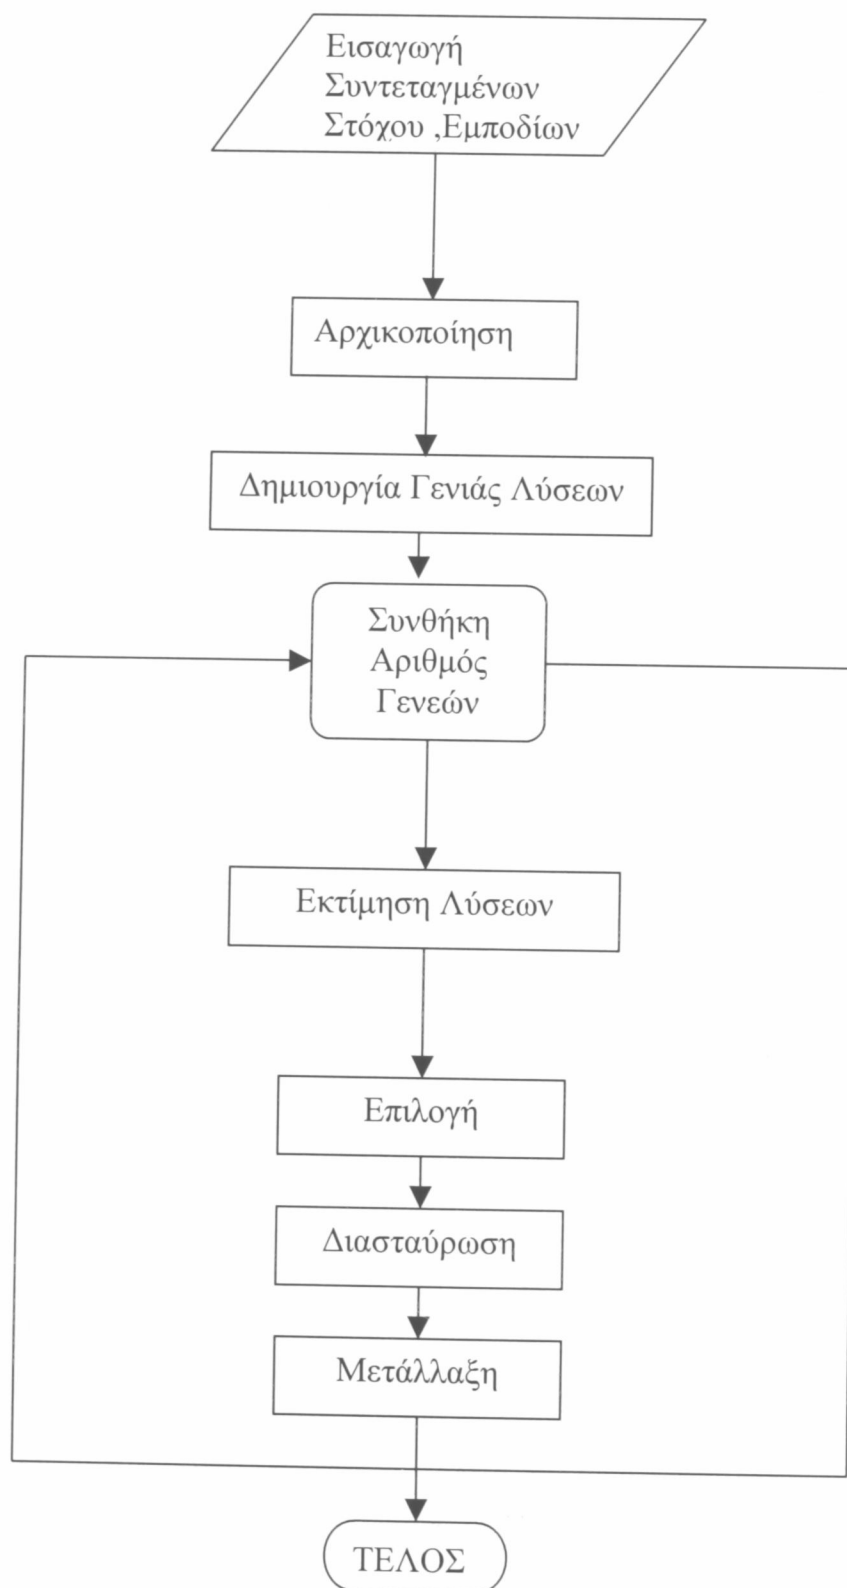 Εισαγωγή
Συντεταγμένων
Στόχου ,Εμποδίων
Αρχικοποίηση
Δημιουργία Γενιάς Λύσεων
Συνθήκη
Αριθμός
Γενεών
Εκτίμηση Λύσεων
Επιλογή
Διασταύρωση
Μετάλλαξη
ΤΕΛΟΣ